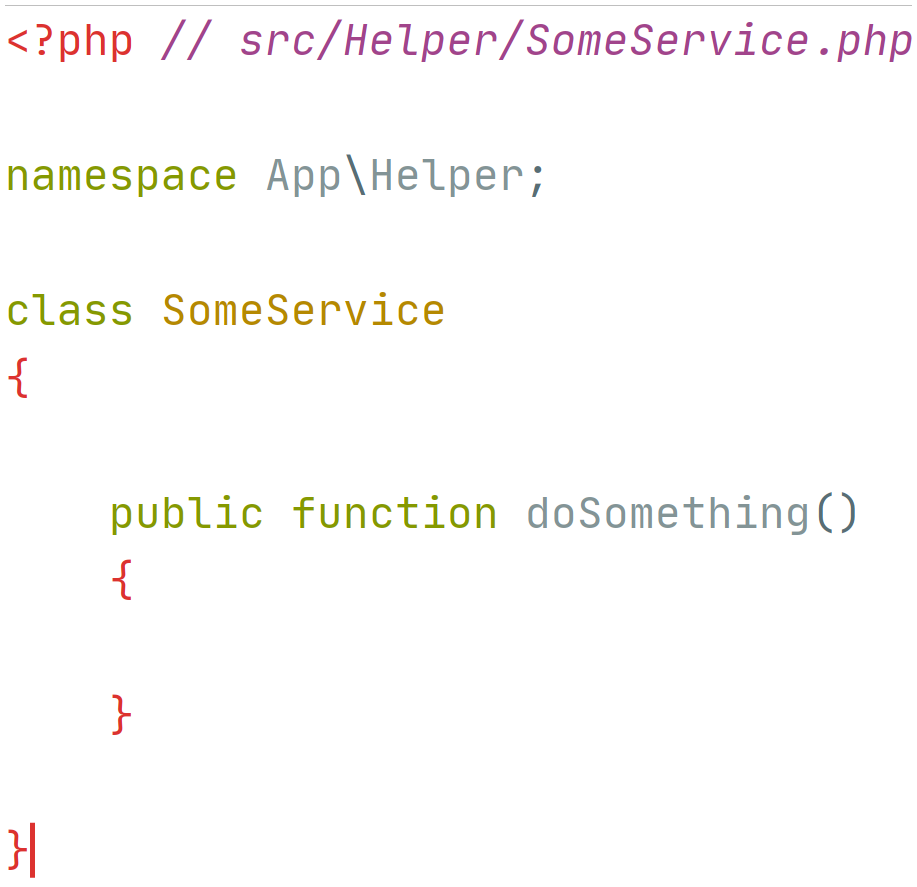 <?php // src/Helper/SomeService.php
namespace App\Helper;
class SomeService
{
    public function doSomething()
    {
    }
}